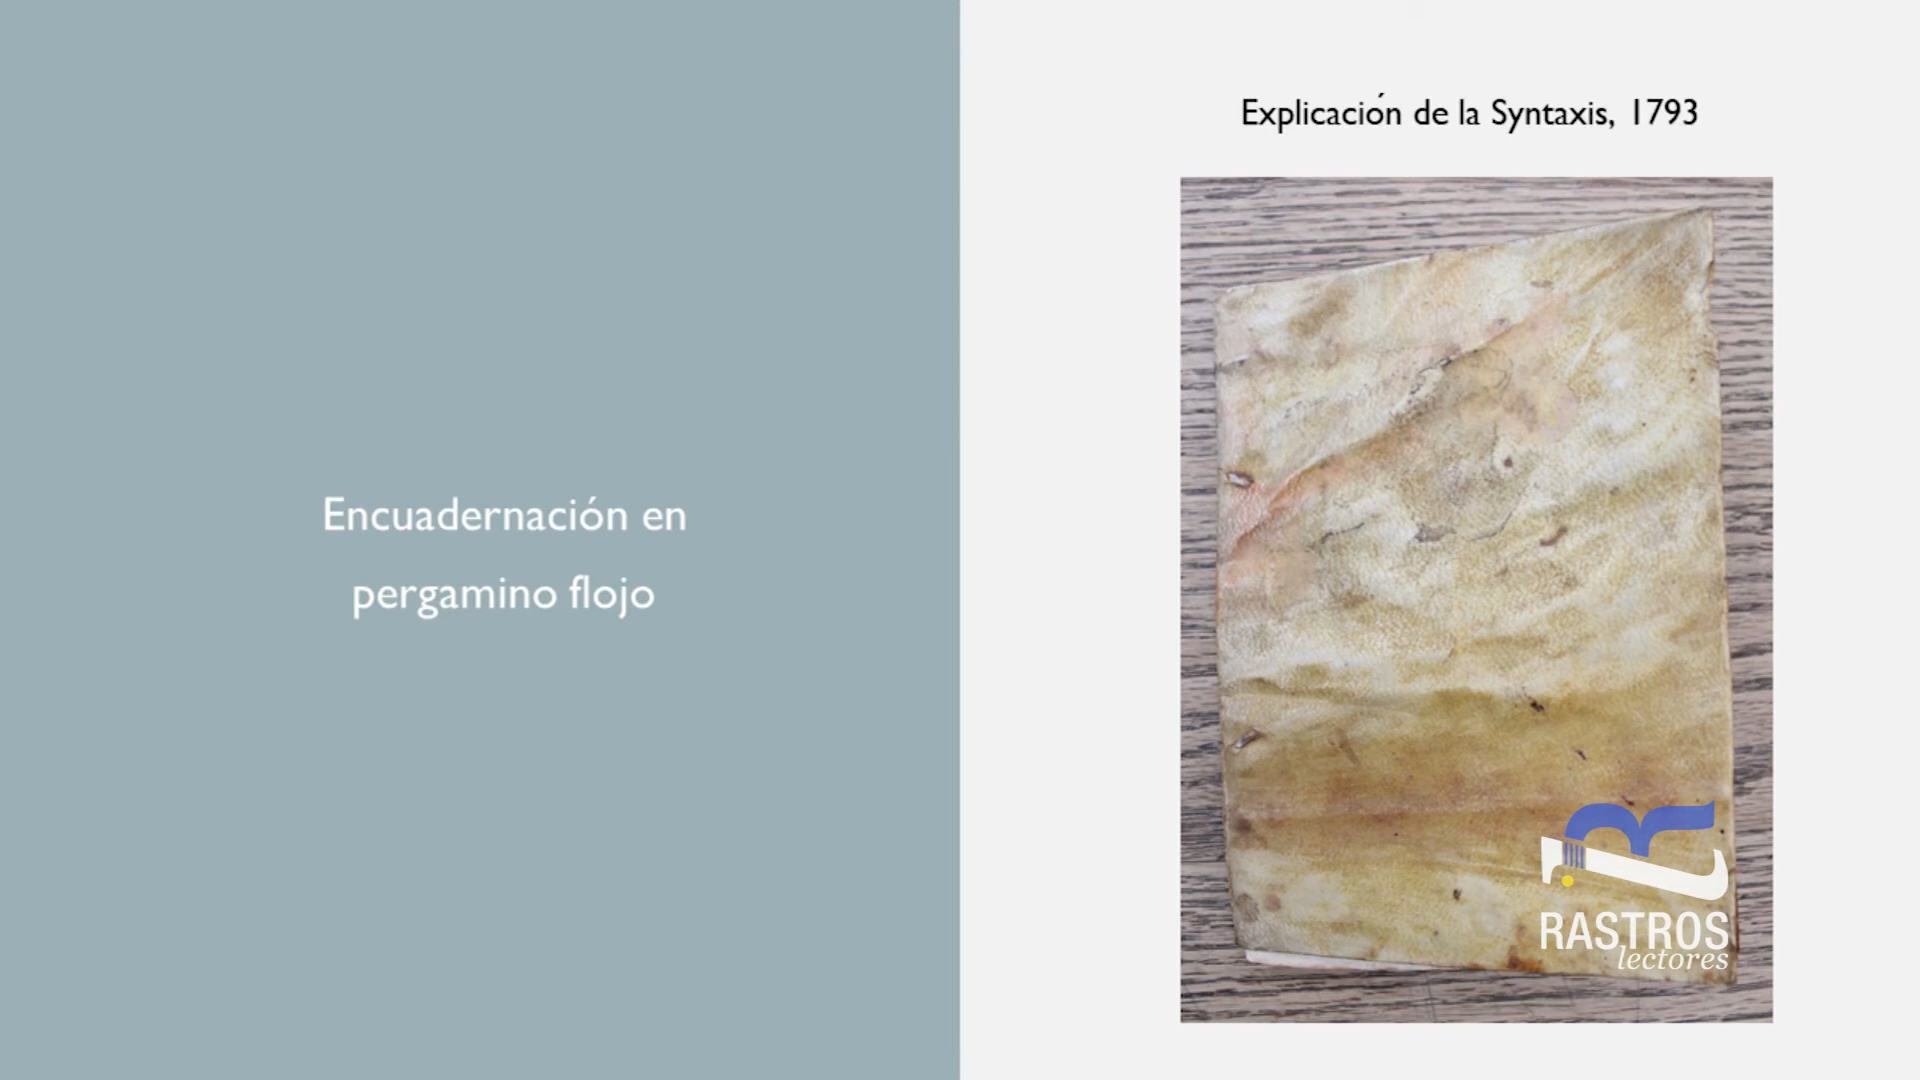 Encuadernación en
pergamino flojo
Explicación de la Syntaxis, 1793
RASTROS
lectores